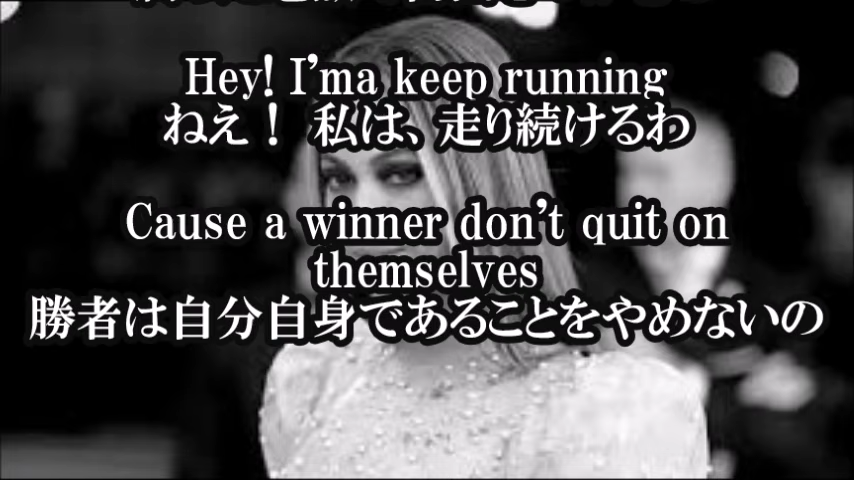 Hey! I'ma keep running
ねえ！ 私は、走り続けるわ
Cause a winner don't quit on
themselves
勝者は自分自身であることをやめないの